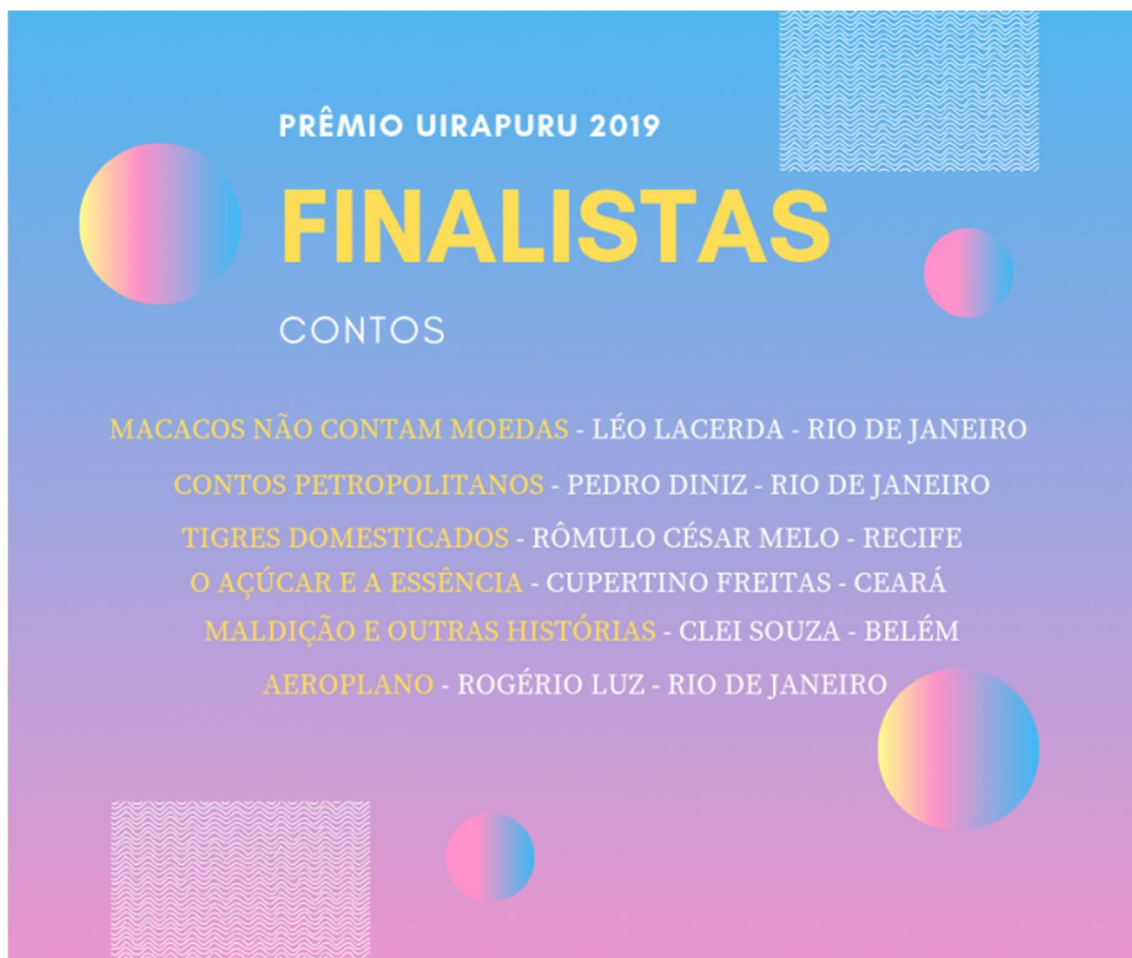 PRÊMIO UIRAPURU 2019
FINALISTAS
CONTOS
MACACOS NÃO CONTAM MOEDAS - LÉO LACERDA - RIO DE JANEIRO
CONTOS PETROPOLITANOS - PEDRO DINIZ - RIO DE JANEIRO
TIGRES DOMESTICADOS - RÔMULO CÉSAR MELO - RECIFE
O AÇÚCAR E A ESSÊNCIA - CUPERTINO FREITAS - CEARÁ
MALDIÇÃO E OUTRAS HISTÓRIAS - CLEI SOUZA - BELÉM
AEROPLANO - ROGÉRIO LUZ - RIO DE JANEIRO